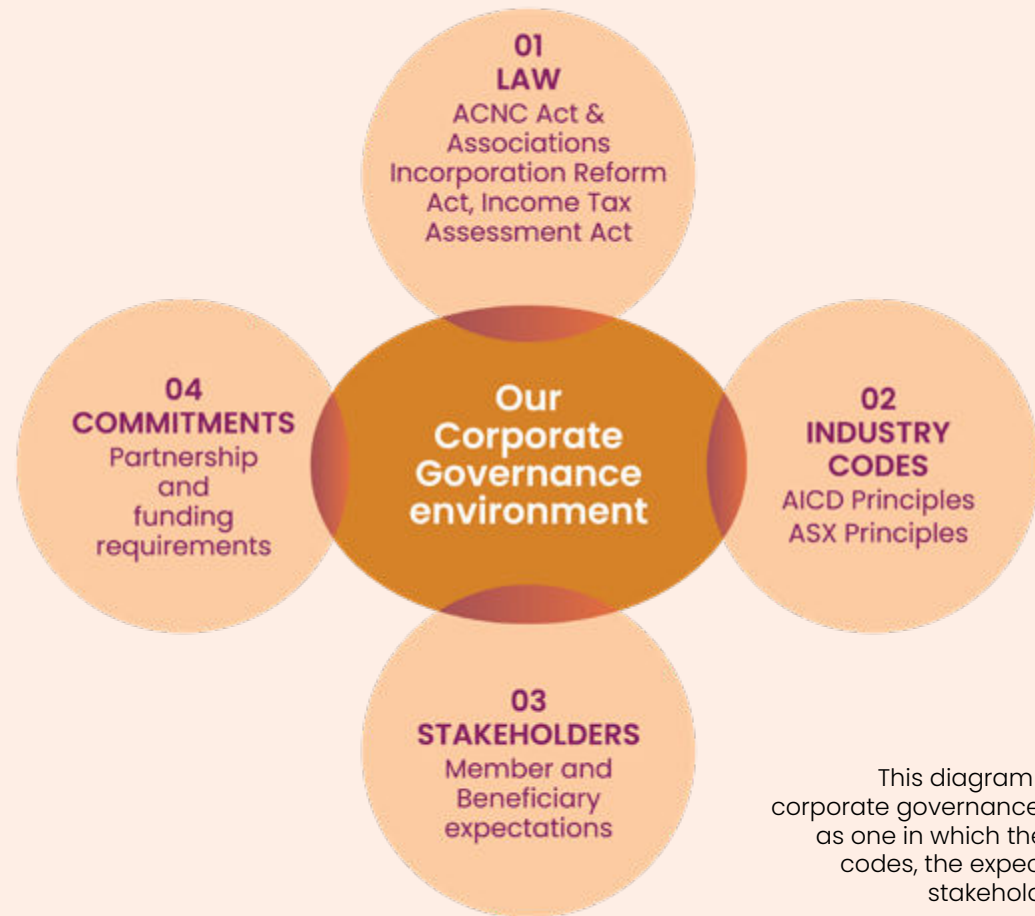 01
LAW
ACNC Act &
Associations
Incorporation Reform
Act, Income Tax
Assessment Act
04
COMMITMENTS
Partnership
and
funding
requirements
Our
Corporate
Governance
environment
02
INDUSTRY
CODES
AICD Principles
ASX Principles
03
STAKEHOLDERS
Member and
Beneficiary
expectations
This diagram
corporate governance
as one in which the
codes, the expec
stakehol